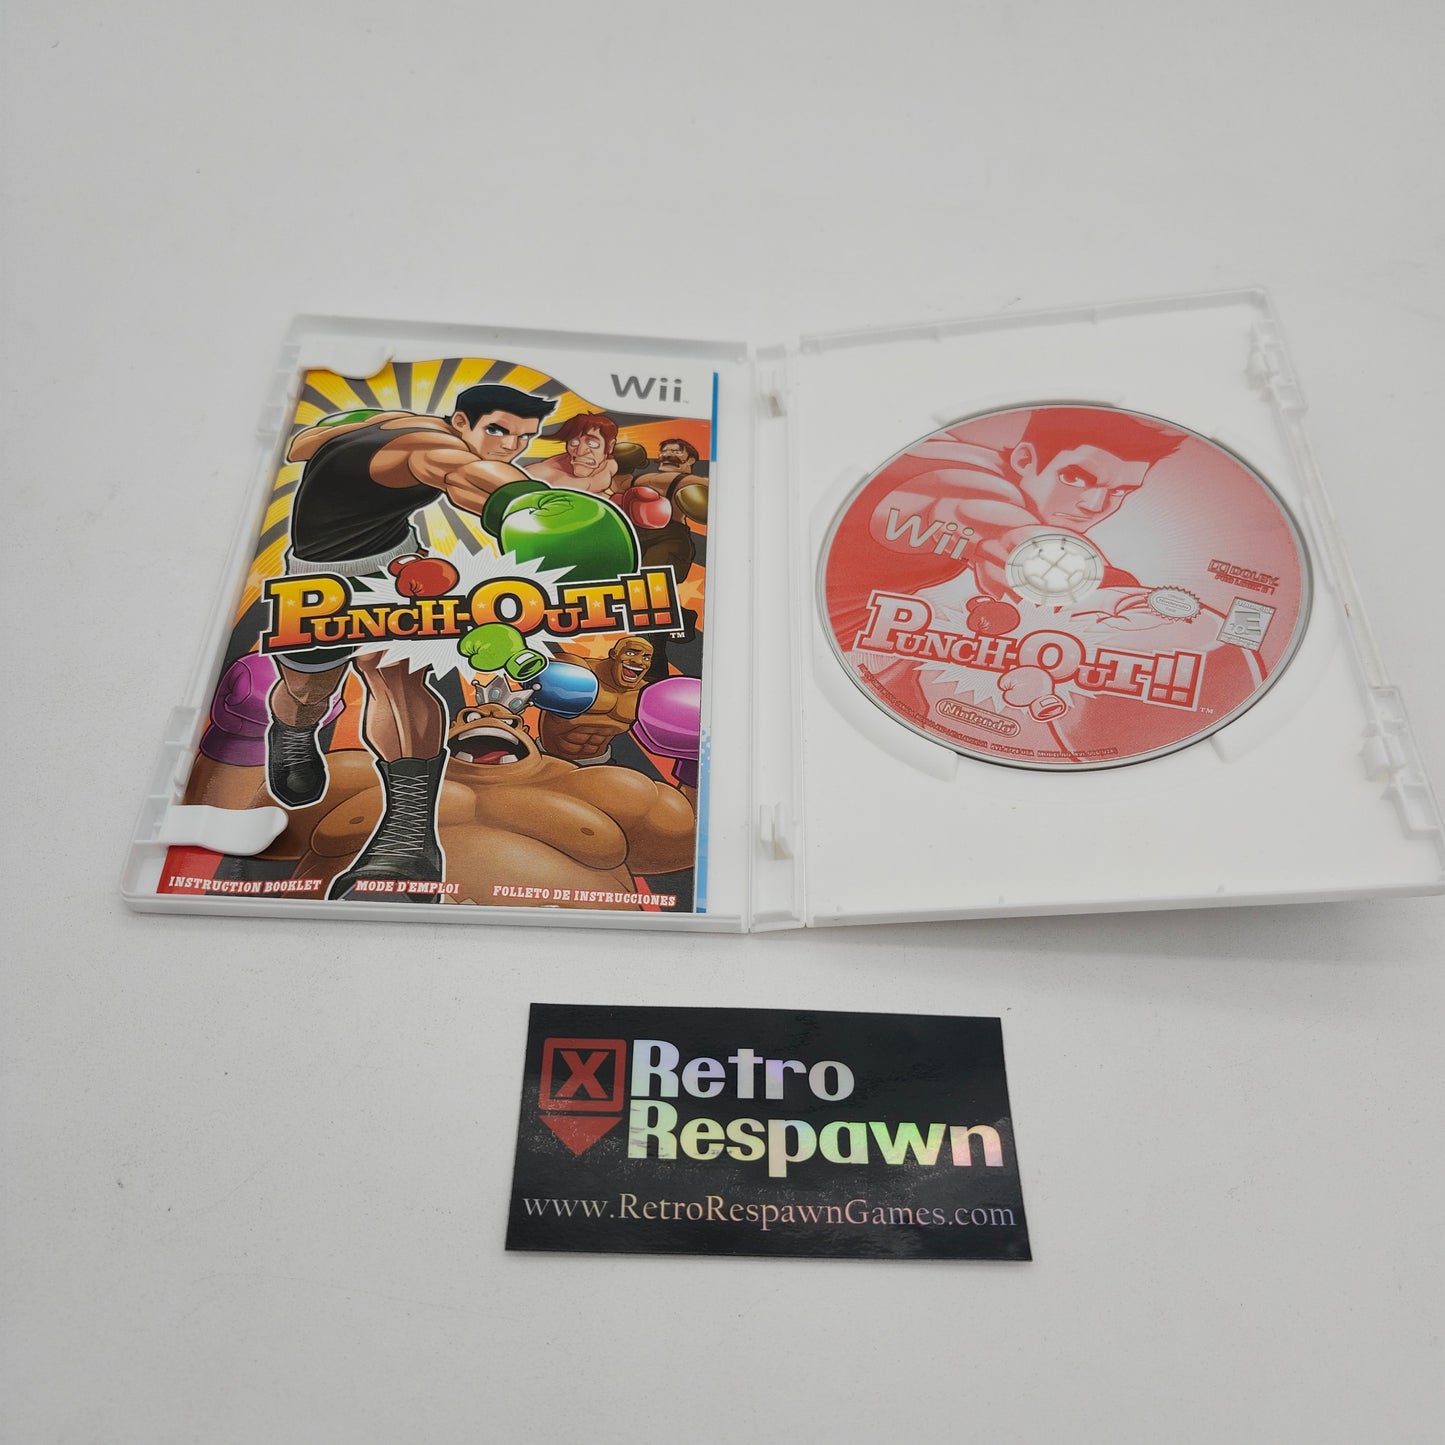 Wii
PUNCH-OUT!!
TM
INSTRUCTION BOOKLET MODE D'EMPLOI FOLLETO DE INSTRUCCIONES
Wii
DOLBY
PUNCH-OUT!!
TM
Nintendo
X Retro
Respawn
www.RetroRespawnGames.com